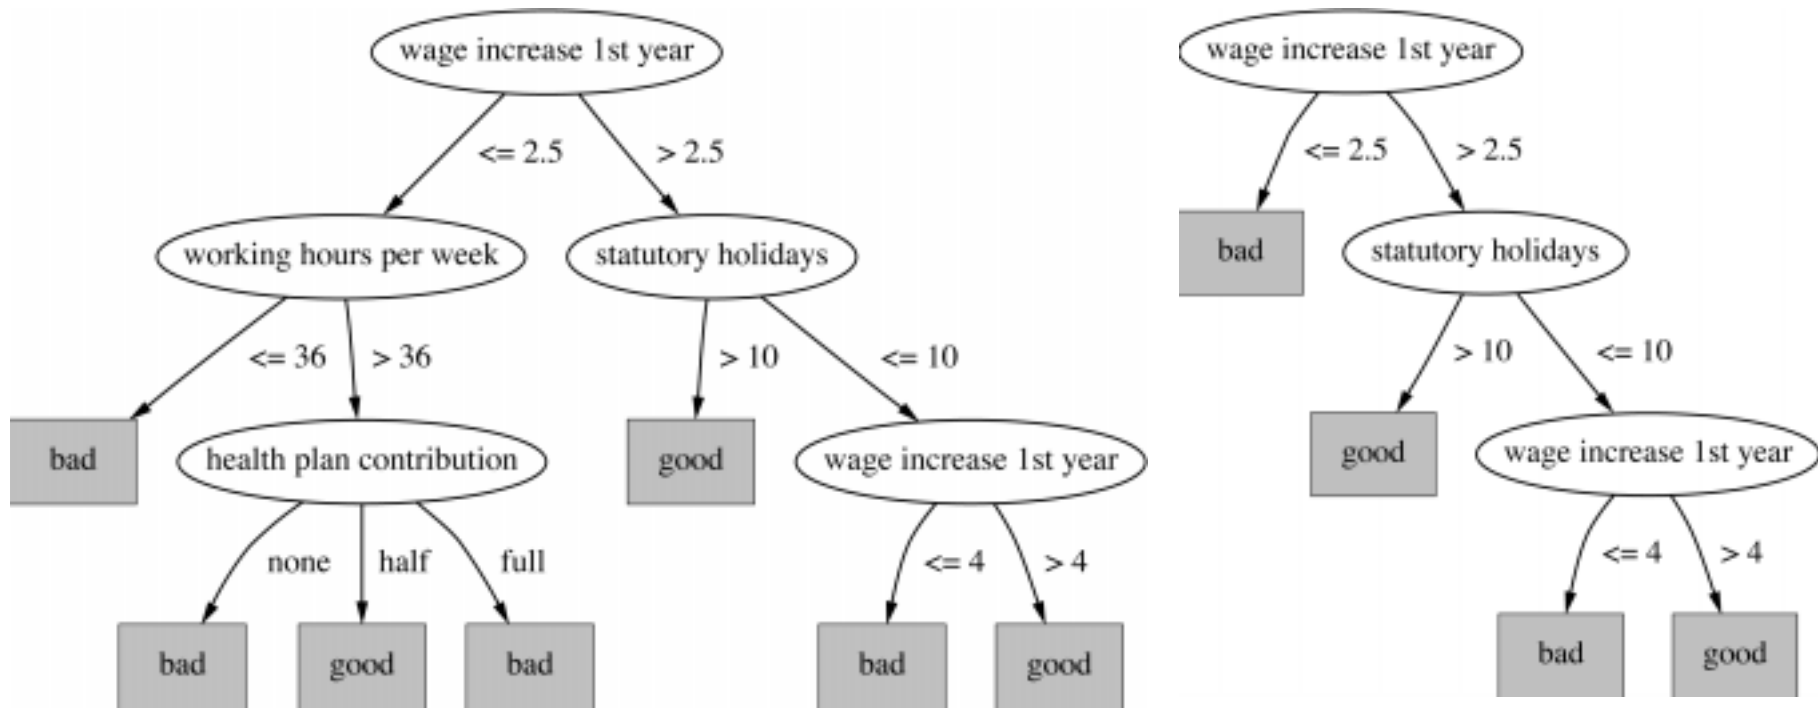 wage increase 1st year
<= 2.5
> 2.5
working hours per week
statutory holidays
<= 36
> 36
> 10
<= 10
bad
health plan contribution
good
wage increase 1st year
none
half
full
<= 4
> 4
bad
good
bad
bad
good
wage increase 1st year
<= 2.5
> 2.5
bad
statutory holidays
> 10
<= 10
good
wage increase 1st year
<= 4
> 4
bad
good